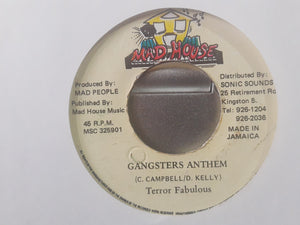 MAD HOUSE
Produced By:
MAD PEOPLE
Published By:
Mad House Music
45 R.P.M.
MSC 325901
Distributed By:
SONIC SOUNDS
25 Retirement Rd
Kingston 5.
Tel:
926-1204
926-2036
MADE IN
JAMAICA
GANGSTERS ANTHEM
(C. CAMPBELL/D. KELLY)
Terror Fabulous